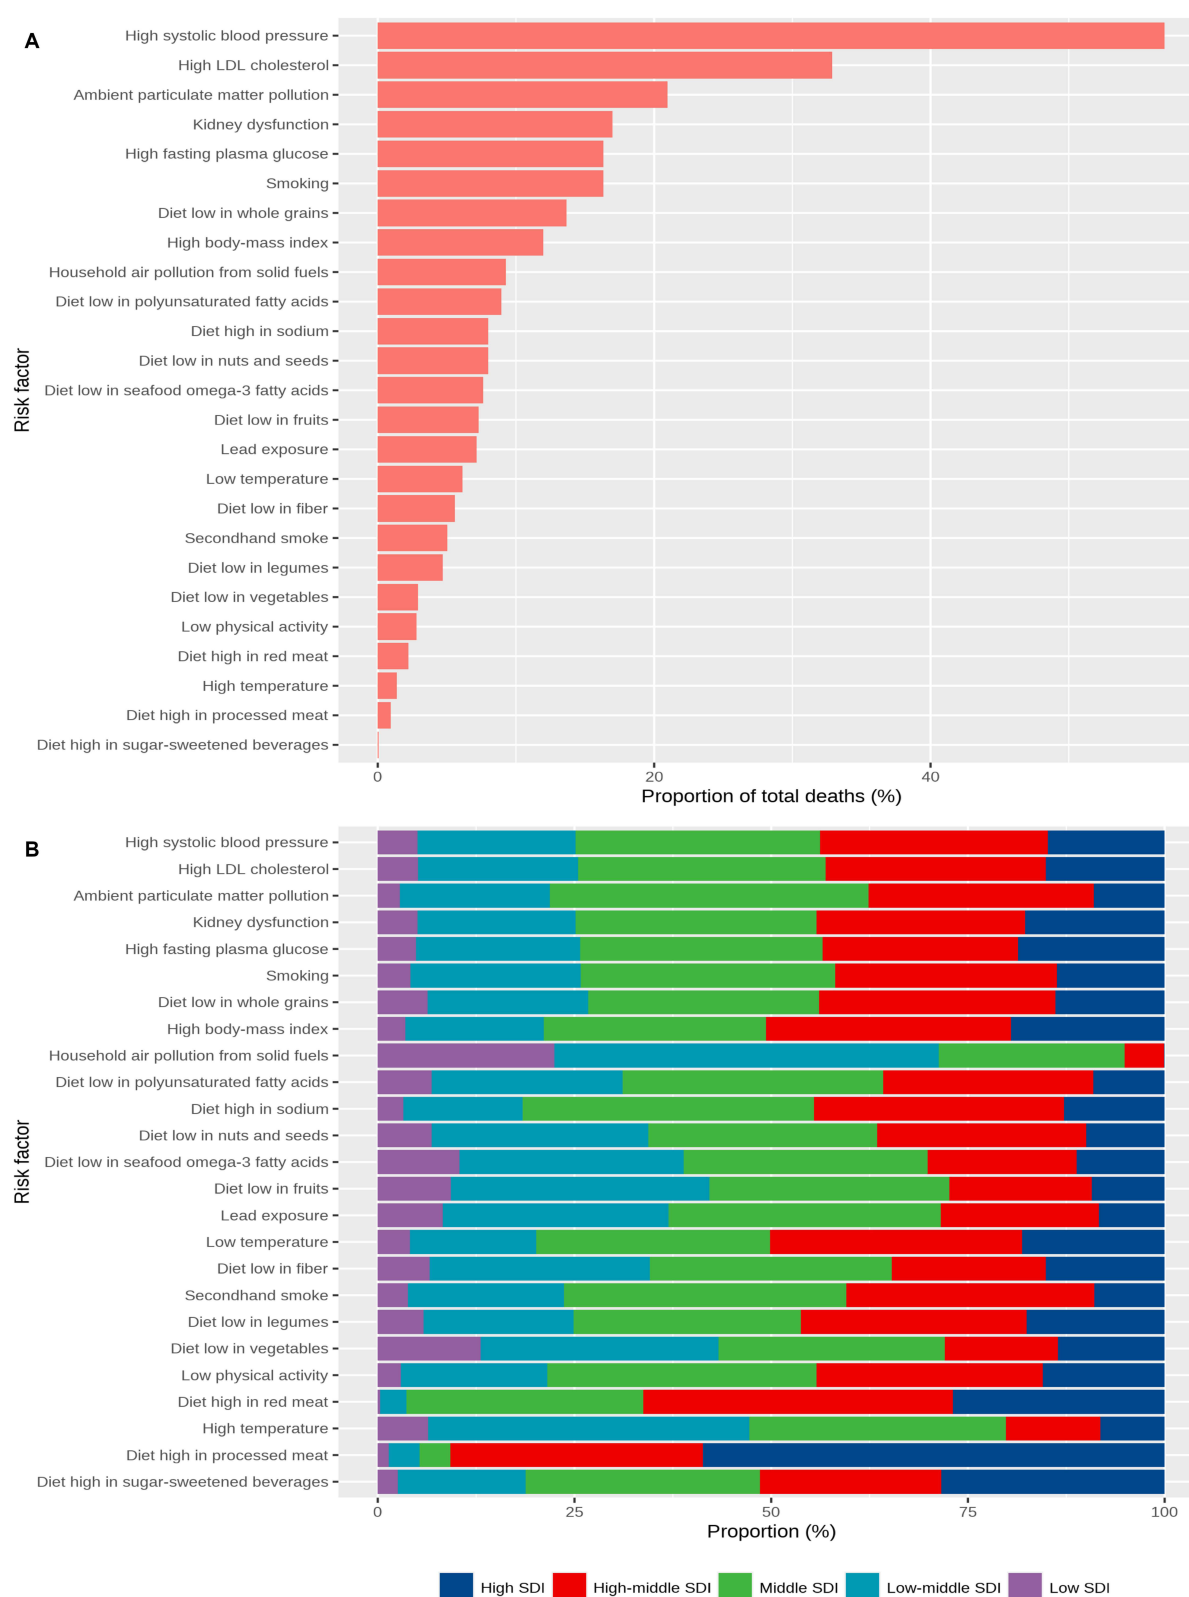 A
High systolic blood pressure
High LDL cholesterol
Ambient particulate matter pollution
Kidney dysfunction
High fasting plasma glucose
Smoking
Diet low in whole grains
High body-mass index
Household air pollution from solid fuels
Diet low in polyunsaturated fatty acids
Diet high in sodium
Diet low in nuts and seeds
Diet low in seafood omega-3 fatty acids
Diet low in fruits
Lead exposure
Low temperature
Diet low in fiber
Secondhand smoke
Diet low in legumes
Diet low in vegetables
Low physical activity
Diet high in red meat
High temperature
Diet high in processed meat
Diet high in sugar-sweetened beverages
Risk factor
0 20 40
Proportion of total deaths (%)
B
High systolic blood pressure
High LDL cholesterol
Ambient particulate matter pollution
Kidney dysfunction
High fasting plasma glucose
Smoking
Diet low in whole grains
High body-mass index
Household air pollution from solid fuels
Diet low in polyunsaturated fatty acids
Diet high in sodium
Diet low in nuts and seeds
Diet low in seafood omega-3 fatty acids
Diet low in fruits
Lead exposure
Low temperature
Diet low in fiber
Secondhand smoke
Diet low in legumes
Diet low in vegetables
Low physical activity
Diet high in red meat
High temperature
Diet high in processed meat
Diet high in sugar-sweetened beverages
Risk factor
0 25 50 75 100
Proportion (%)
High SDI High-middle SDI Middle SDI Low-middle SDI Low SDI